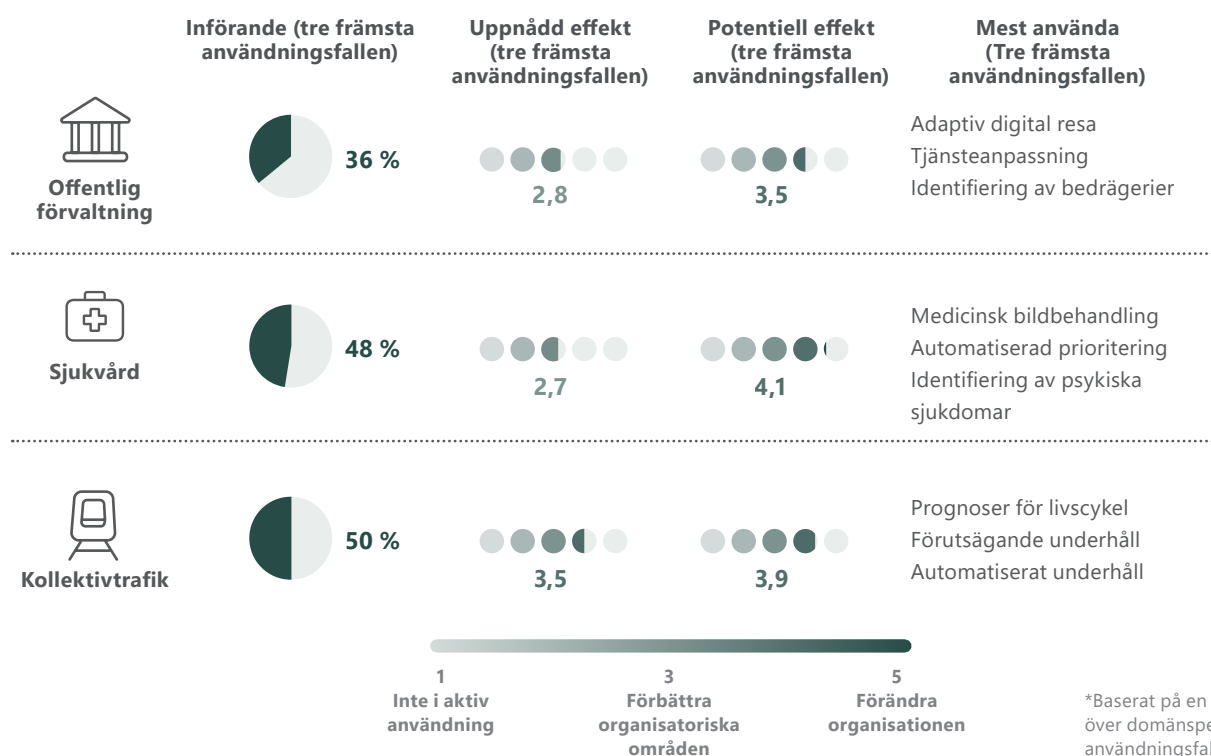 Införande (tre främsta
användningsfallen)
Uppnådd effekt
(tre främsta
användningsfallen)
Potentiell effekt
(tre främsta
användningsfallen)
Mest använda
(Tre främsta
användningsfallen)
Offentlig
förvaltning
36 %
2,8
3,5
Adaptiv digital resa
Tjänsteanpassning
Identifiering av bedrägerier
Sjukvård
48 %
2,7
4,1
Medicinsk bildbehandling
Automatiserad prioritering
Identifiering av psykiska
sjukdomar
Kollektivtrafik
50 %
3,5
3,9
Prognoser för livscykel
Förutsägande underhåll
Automatiserat underhåll
1
Inte i aktiv
användning
3
Förbättra
organisatoriska
områden
5
Förändra
organisationen
*Baserat på en
över domänspe
användningsfal